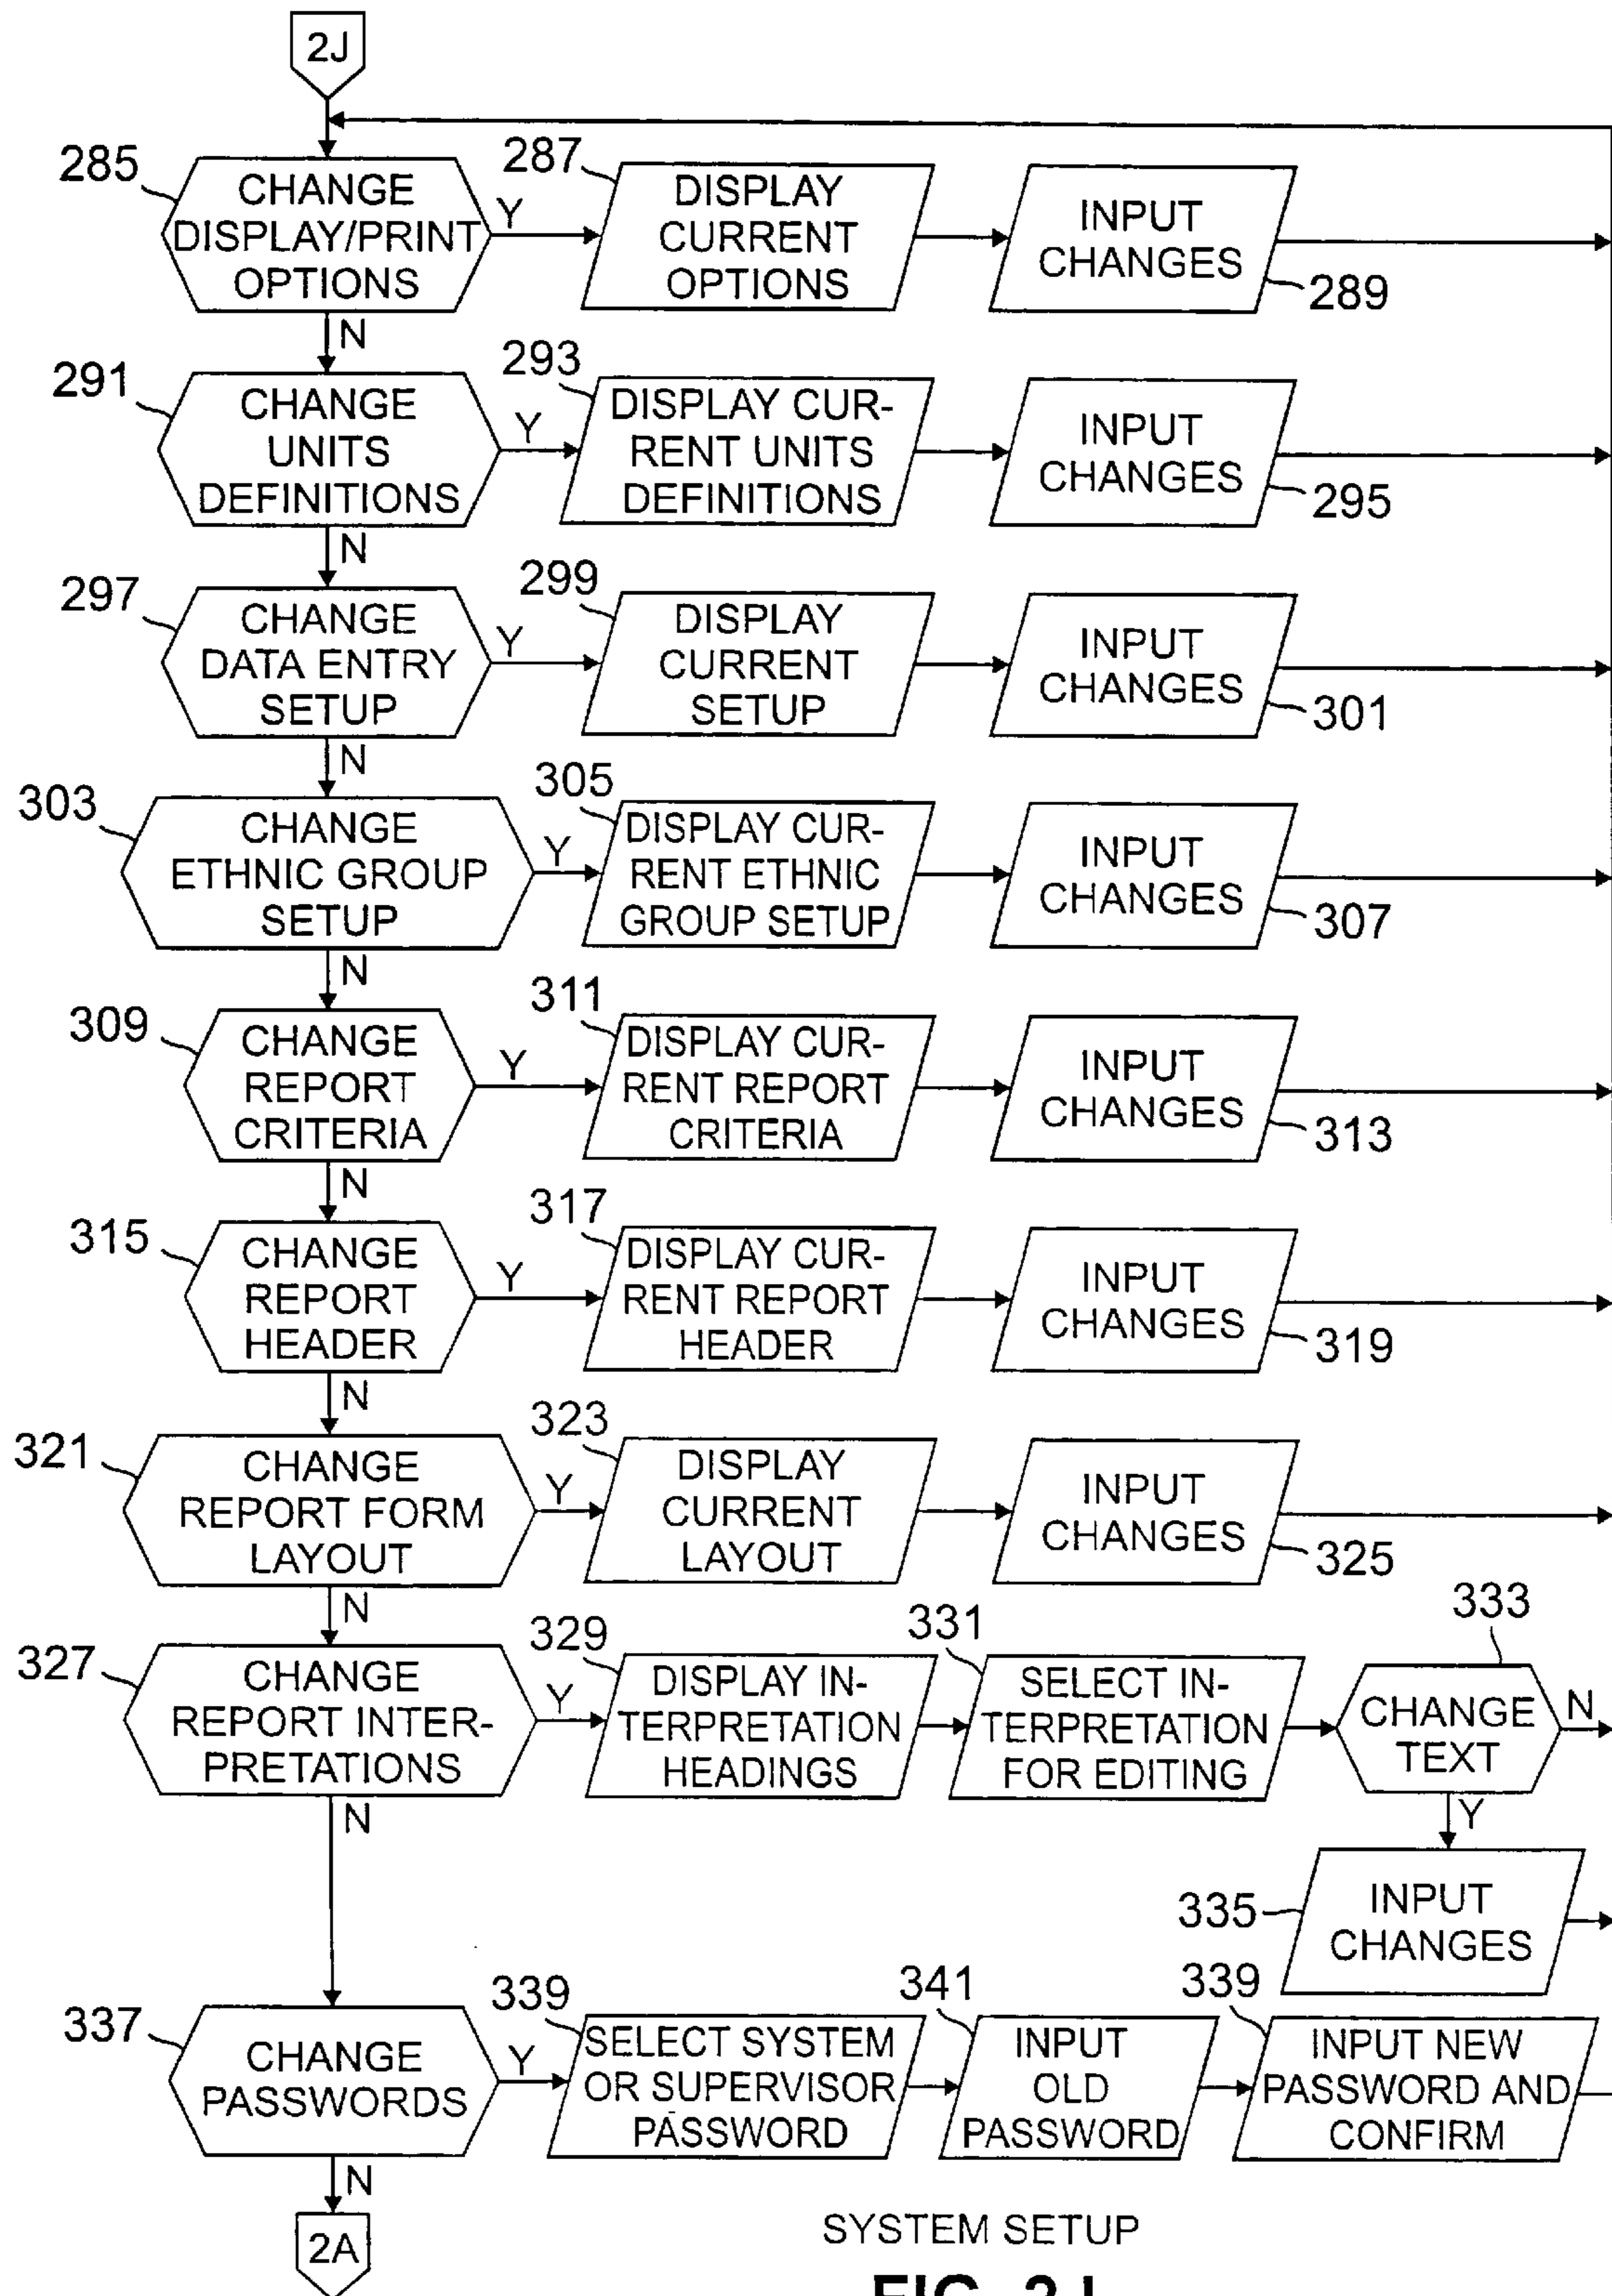 2J
285
CHANGE
DISPLAY/PRINT
OPTIONS
Y
287
DISPLAY
CURRENT
OPTIONS
INPUT
CHANGES
289
N
291
CHANGE
UNITS
DEFINITIONS
Y
293
DISPLAY CUR-
RENT UNITS
DEFINITIONS
INPUT
CHANGES
295
N
297
CHANGE
DATA ENTRY
SETUP
Y
299
DISPLAY
CURRENT
SETUP
INPUT
CHANGES
301
N
303
CHANGE
ETHNIC GROUP
SETUP
Y
305
DISPLAY CUR-
RENT ETHNIC
GROUP SETUP
INPUT
CHANGES
307
N
309
CHANGE
REPORT
CRITERIA
Y
311
DISPLAY CUR-
RENT REPORT
CRITERIA
INPUT
CHANGES
313
N
315
CHANGE
REPORT
HEADER
Y
317
DISPLAY CUR-
RENT REPORT
HEADER
INPUT
CHANGES
319
N
321
CHANGE
REPORT FORM
LAYOUT
Y
323
DISPLAY
CURRENT
LAYOUT
INPUT
CHANGES
325
N
327
CHANGE
REPORT INTER-
PRETATIONS
Y
329
DISPLAY IN-
TERPRETATION
HEADINGS
331
SELECT IN-
TERPRETATION
FOR EDITING
333
CHANGE
TEXT
N
Y
335
INPUT
CHANGES
N
337
CHANGE
PASSWORDS
Y
339
SELECT SYSTEM
OR SUPERVISOR
PASSWORD
341
INPUT
OLD
PASSWORD
339
INPUT NEW
PASSWORD AND
CONFIRM
N
2A
SYSTEM SETUP
FIG.